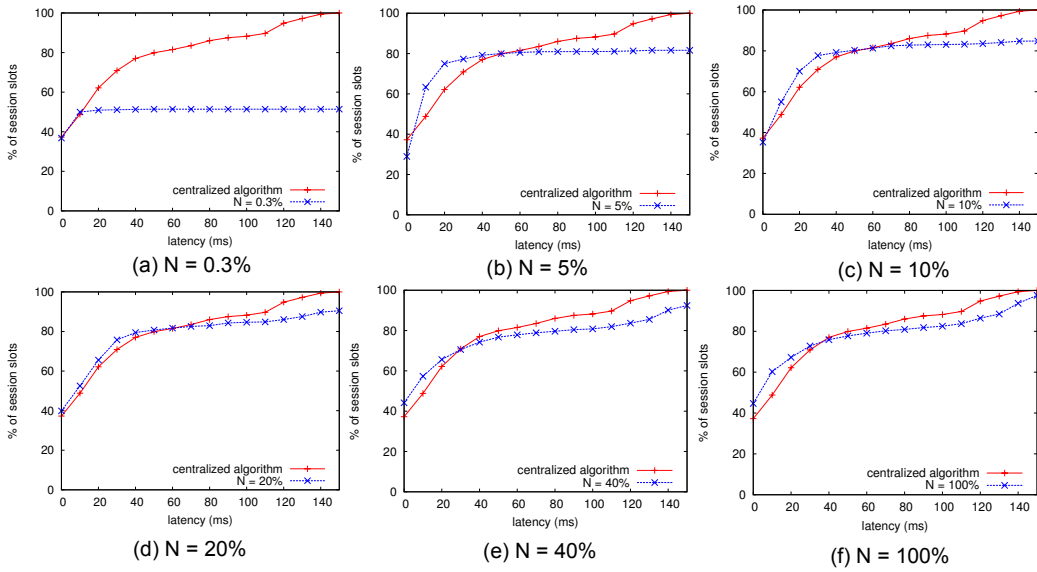 100
80
60
40
20
0
% of session slots
centralized algorithm
N = 0.3%
0 20 40 60 80 100 120 140
latency (ms)
(a) N = 0.3%
100
80
60
40
20
0
% of session slots
centralized algorithm
N = 5%
0 20 40 60 80 100 120 140
latency (ms)
(b) N = 5%
100
80
60
40
20
0
% of session slots
centralized algorithm
N = 10%
0 20 40 60 80 100 120 140
latency (ms)
(c) N = 10%
100
80
60
40
20
0
% of session slots
centralized algorithm
N = 20%
0 20 40 60 80 100 120 140
latency (ms)
(d) N = 20%
100
80
60
40
20
0
% of session slots
centralized algorithm
N = 40%
0 20 40 60 80 100 120 140
latency (ms)
(e) N = 40%
100
80
60
40
20
0
% of session slots
centralized algorithm
N = 100%
0 20 40 60 80 100 120 140
latency (ms)
(f) N = 100%